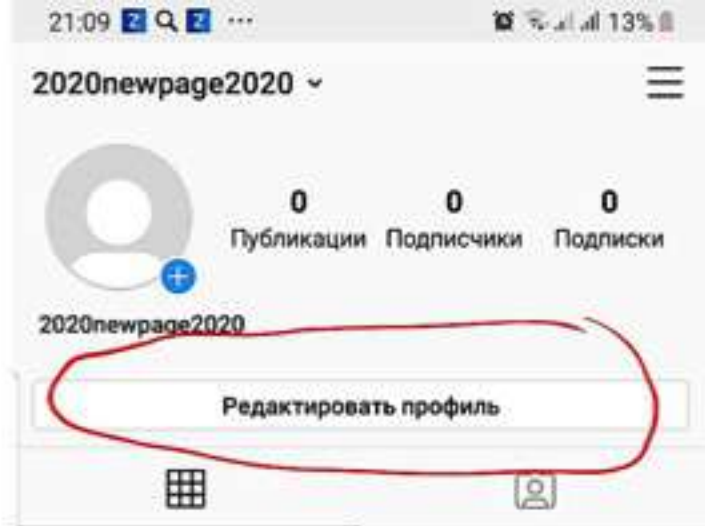 21:09 Z Z ... 13%
2020newpage2020
0 0 0
Публикации Подписчики Подписки
2020newpage2020
Редактировать профиль